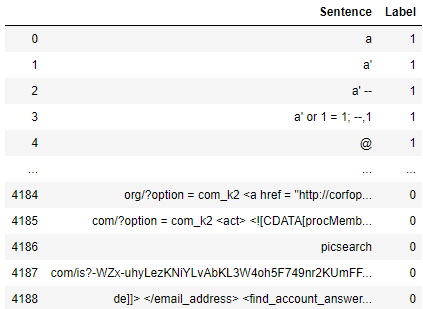 Sentence Label
0 a 1
1 a' 1
2 a' -- 1
3 a' or 1 = 1; --,1 1
4 @ 1
... ... ...
4184 org/?option = com_k2 <a href = "http://corfop... 0
4185 com/?option = com_k2 <act> <![CDATA[procMemb... 0
4186 picsearch 0
4187 com/is?-WZx-uhyLezKNiYLvAbKL3W4oh5F749nr2KUmFF... 0
4188 de]]> </email_address> <find_account_answer... 0